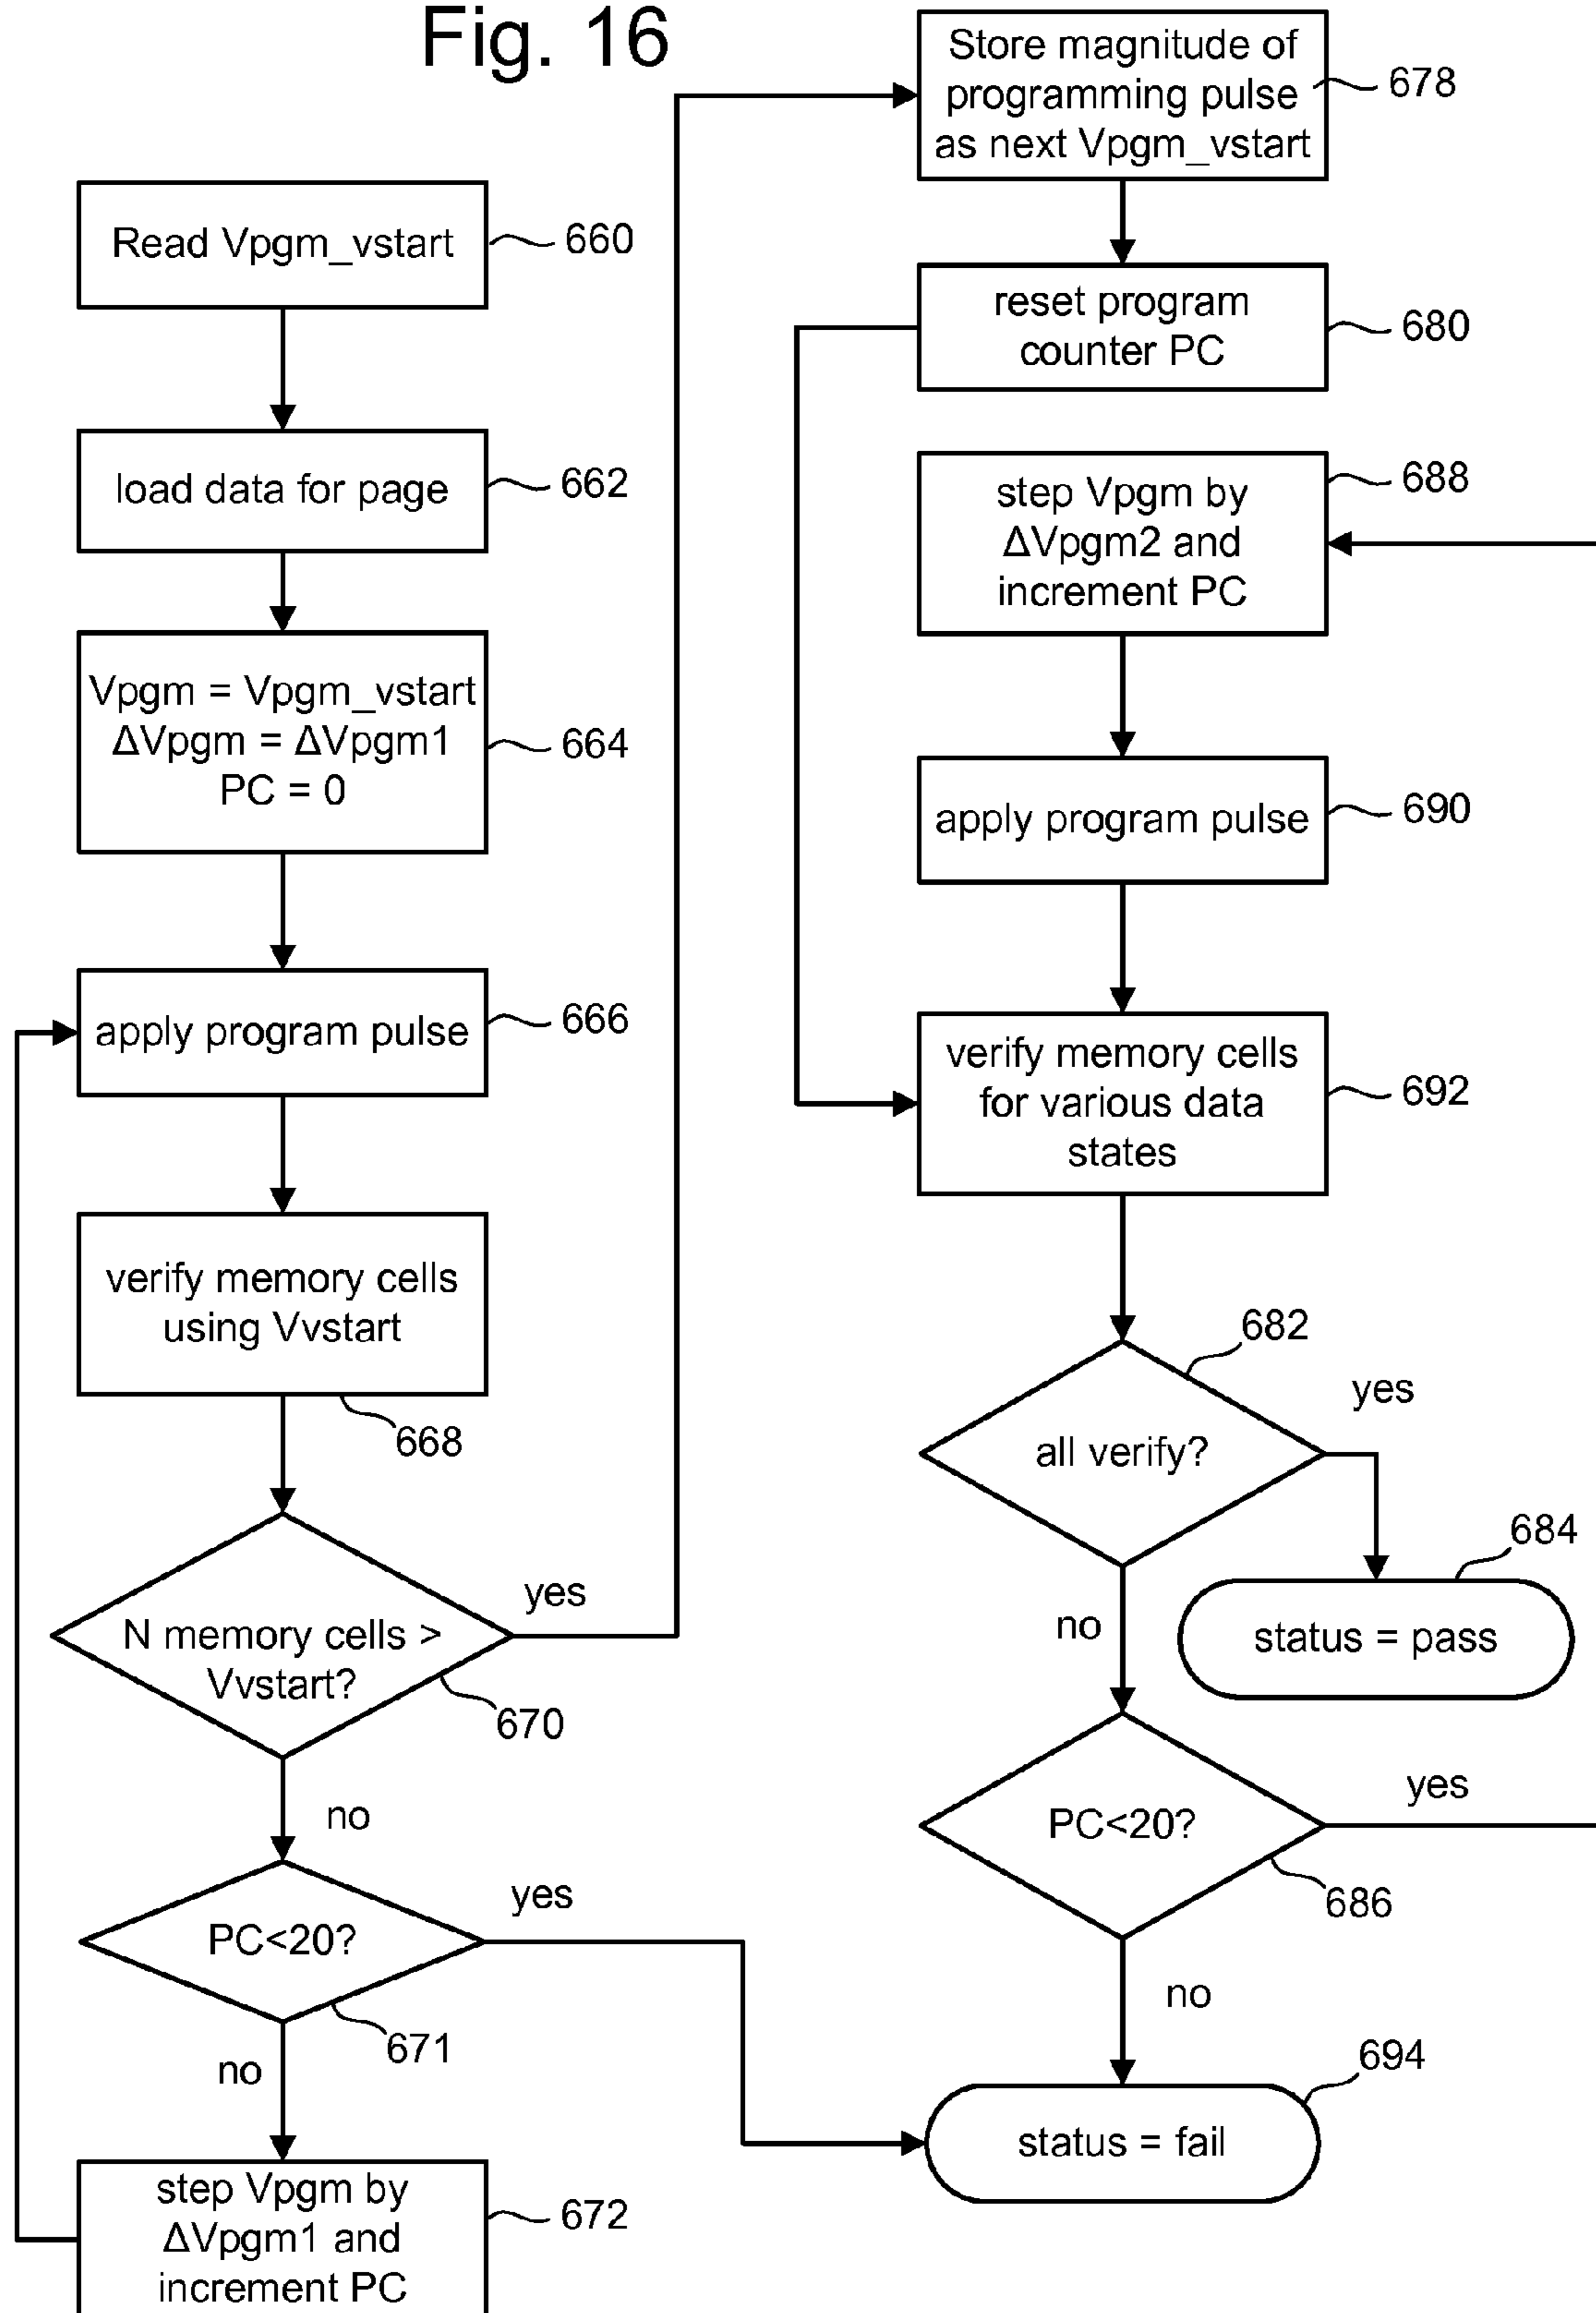 Fig. 16
Read Vpgm_vstart
660
load data for page
662
Vpgm = Vpgm_vstart
ΔVpgm = ΔVpgm1
PC = 0
664
apply program pulse
666
verify memory cells
using Vvstart
668
N memory cells >
Vvstart?
670
yes
no
PC<20?
671
yes
no
step Vpgm by
ΔVpgm1 and
increment PC
672
Store magnitude of
programming pulse
as next Vpgm_vstart
678
reset program
counter PC
680
step Vpgm by
ΔVpgm2 and
increment PC
688
apply program pulse
690
verify memory cells
for various data
states
692
all verify?
682
yes
684
status = pass
no
PC<20?
686
yes
no
694
status = fail